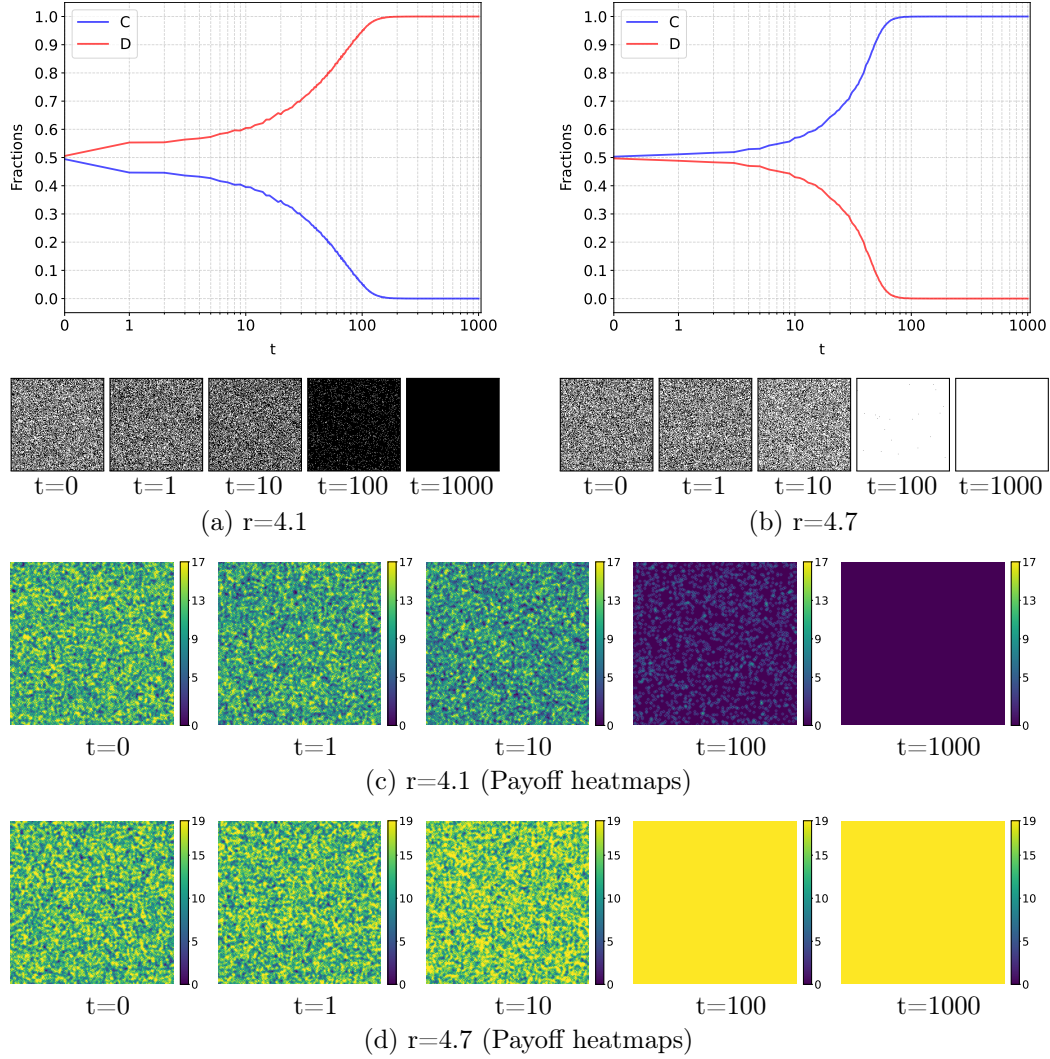 C
D
1.0
0.9
0.8
0.7
0.6
0.5
0.4
0.3
0.2
0.1
0.0
Fractions
0 1 10 100 1000
t
C
D
1.0
0.9
0.8
0.7
0.6
0.5
0.4
0.3
0.2
0.1
0.0
Fractions
0 1 10 100 1000
t
t=0 t=1 t=10 t=100 t=1000
(a) r=4.1
t=0 t=1 t=10 t=100 t=1000
(b) r=4.7
17 17 17 17 17
13 13 13 13 13
9 9 9 9 9
4 4 4 4 4
0 0 0 0 0
t=0 t=1 t=10 t=100 t=1000
(c) r=4.1 (Payoff heatmaps)
19 19 19 19 19
15 15 15 15 15
10 10 10 10 10
5 5 5 5 5
0 0 0 0 0
t=0 t=1 t=10 t=100 t=1000
(d) r=4.7 (Payoff heatmaps)